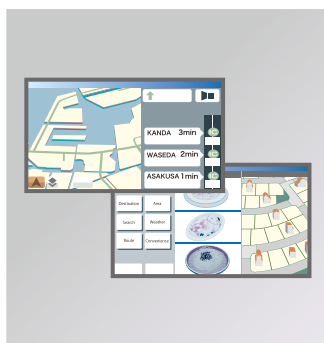 KANDA 3min
WASEDA 2min
ASAKUSA 1min
Destination Area
Search Weather
Route Convenience